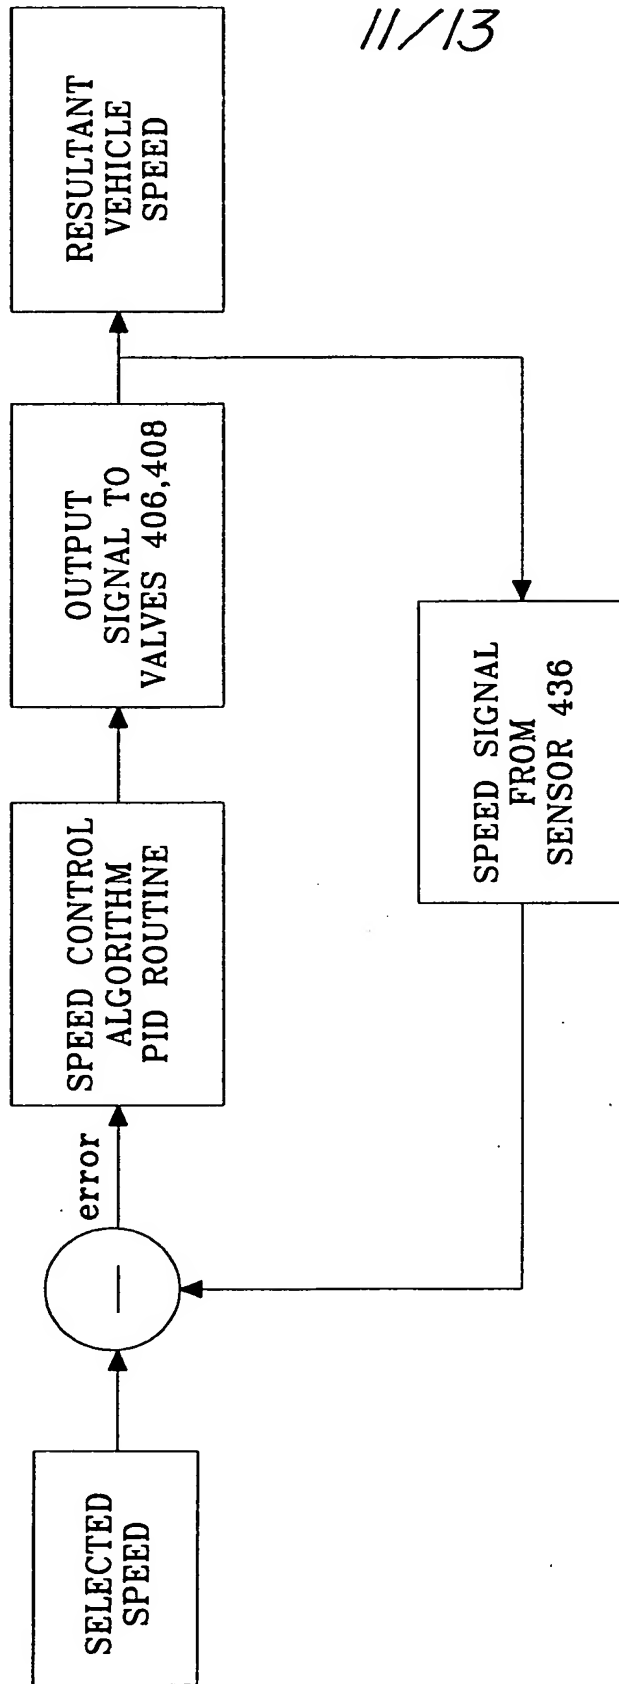 11/13
SELECTED
SPEED
error
SPEED CONTROL
ALGORITHM
PID ROUTINE
OUTPUT
SIGNAL TO
VALVES 406,408
RESULTANT
VEHICLE
SPEED
SPEED SIGNAL
FROM
SENSOR 436